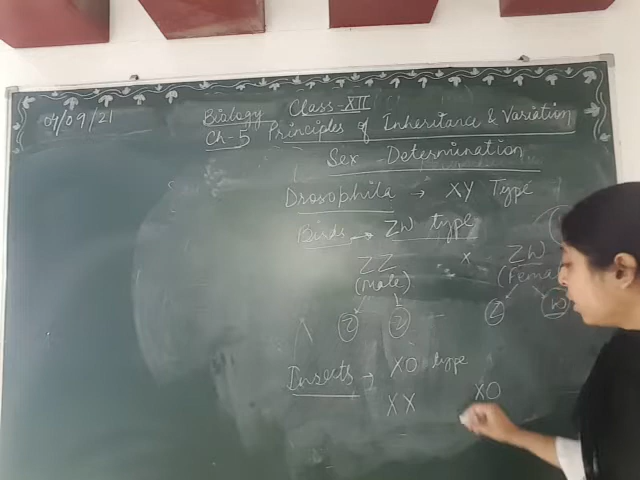 04/09/21
Biology Class-XII
Ch-5 Principles of Inheritance & Variation
Sex Determination
Drosophila → XY Type
Birds → ZW type
ZZ × ZW
(Male) (Fema
Z Z Z W
Insects → XO type
XX XO